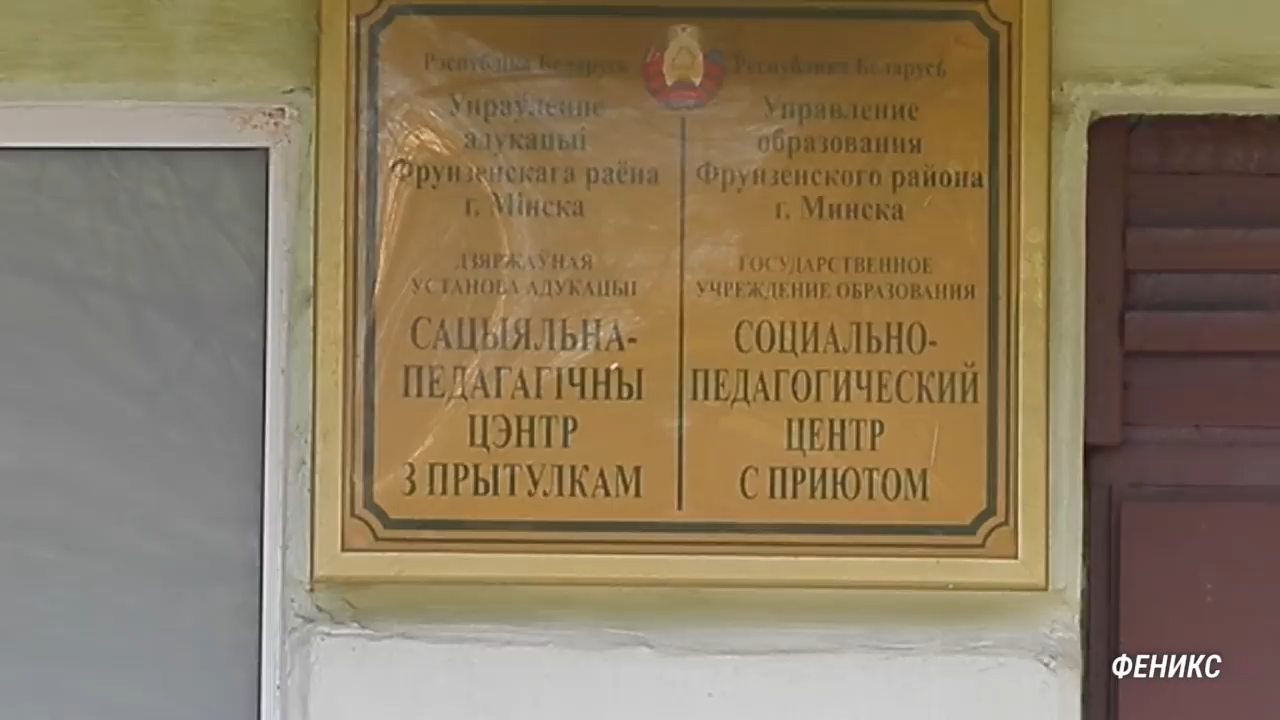 Рэспубліка Беларусь
Упраўленне
адукацыі
Фрунзенскага раёна
г. Мінска
ДЗЯРЖАЎНАЯ
УСТАНОВА АДУКАЦЫІ
САЦЫЯЛЬНА-
ПЕДАГАГІЧНЫ
ЦЭНТР
З ПРЫТУЛКАМ
Республика Беларусь
Управление
образования
Фрунзенского района
г. Минска
ГОСУДАРСТВЕННОЕ
УЧРЕЖДЕНИЕ ОБРАЗОВАНИЯ
СОЦИАЛЬНО-
ПЕДАГОГИЧЕСКИЙ
ЦЕНТР
С ПРИЮТОМ
ФЕНИКС